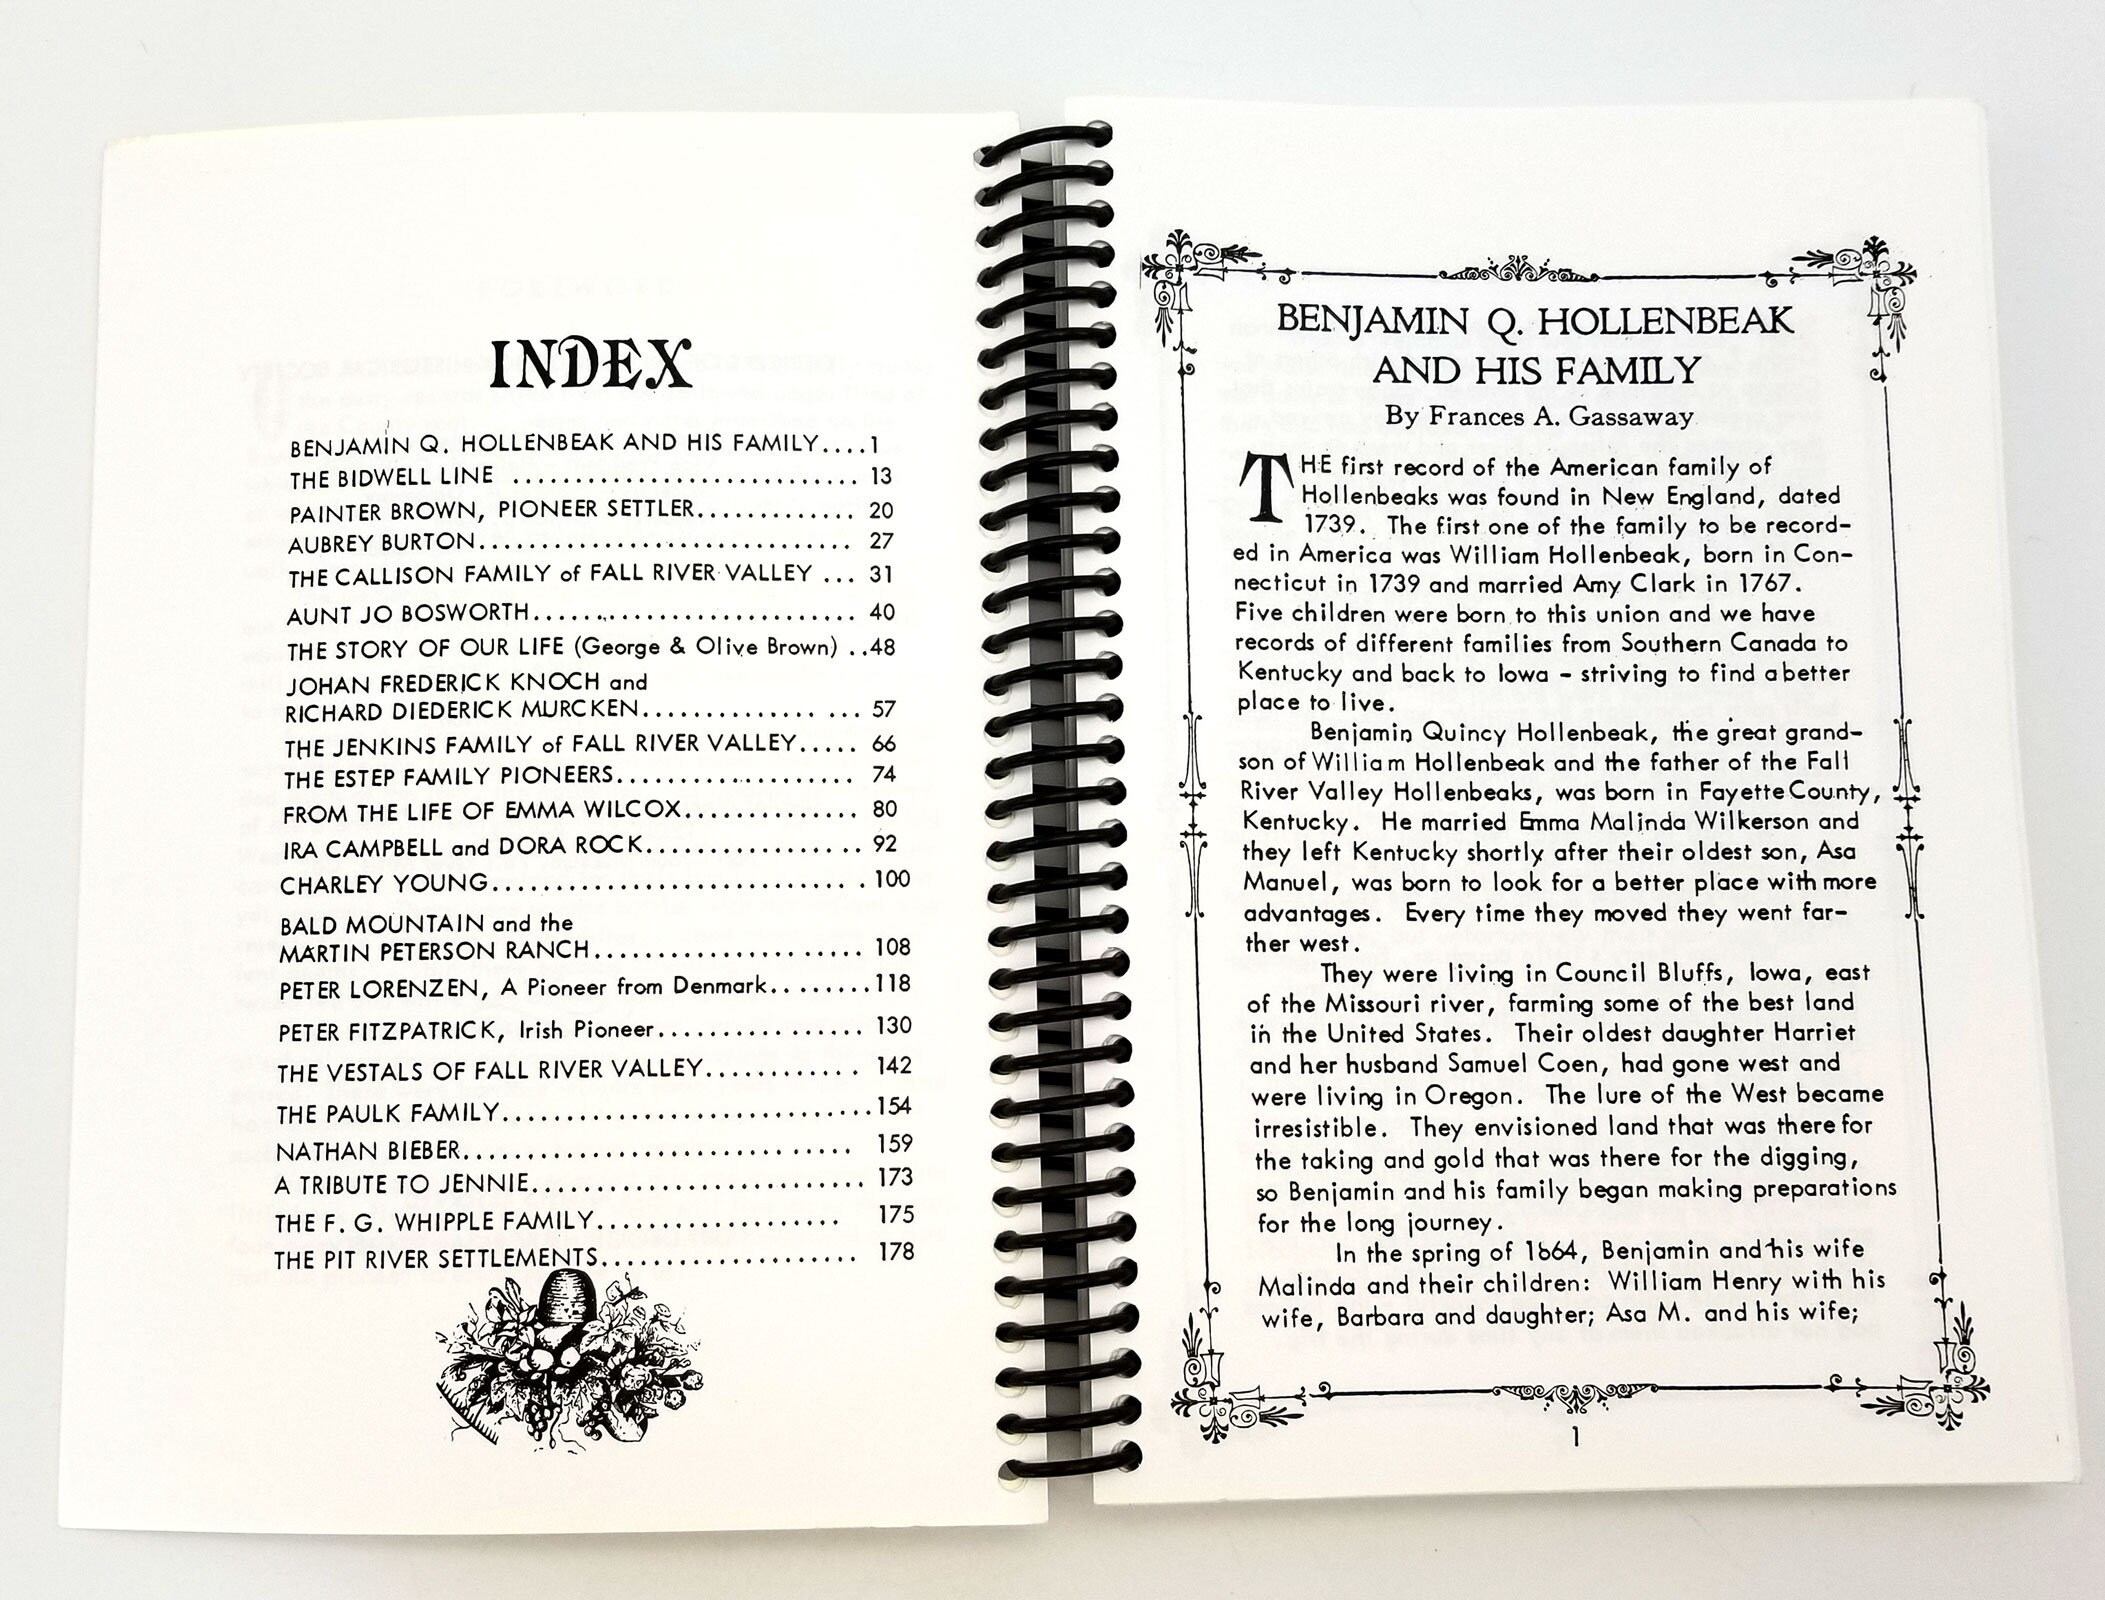 INDEX
BENJAMIN Q. HOLLENBEAK AND HIS FAMILY....1
THE BIDWELL LINE ............................ 13
PAINTER BROWN, PIONEER SETTLER............. 20
AUBREY BURTON.............................. 27
THE CALLISON FAMILY of FALL RIVER VALLEY ... 31
AUNT JO BOSWORTH.......................... 40
THE STORY OF OUR LIFE (George & Olive Brown) ..48
JOHAN FREDERICK KNOCH and
RICHARD DIEDERICK MURCKEN.............. ... 57
THE JENKINS FAMILY of FALL RIVER VALLEY..... 66
THE ESTEP FAMILY PIONEERS.................... 74
FROM THE LIFE OF EMMA WILCOX.............. 80
IRA CAMPBELL and DORA ROCK.................. 92
CHARLEY YOUNG.............................. 100
BALD MOUNTAIN and the
MARTIN PETERSON RANCH...................... 108
PETER LORENZEN, A Pioneer from Denmark........118
PETER FITZPATRICK, Irish Pioneer................. 130
THE VESTALS OF FALL RIVER VALLEY............ 142
THE PAULK FAMILY..............................154
NATHAN BIEBER............................... 159
A TRIBUTE TO JENNIE........................... 173
THE F. G. WHIPPLE FAMILY.................... 175
THE PIT RIVER SETTLEMENTS..................... 178
BENJAMIN Q. HOLLENBEAK
AND HIS FAMILY
By Frances A. Gassaway
THE first record of the American family of
Hollenbeaks was found in New England, dated
1739. The first one of the family to be record-
ed in America was William Hollenbeak, born in Con-
necticut in 1739 and married Amy Clark in 1767.
Five children were born to this union and we have
records of different families from Southern Canada to
Kentucky and back to Iowa - striving to find a better
place to live.
Benjamin Quincy Hollenbeak, the great grand-
son of William Hollenbeak and the father of the Fall
River Valley Hollenbeaks, was born in Fayette County,
Kentucky. He married Emma Malinda Wilkerson and
they left Kentucky shortly after their oldest son, Asa
Manuel, was born to look for a better place with more
advantages. Every time they moved they went far-
ther west.
They were living in Council Bluffs, Iowa, east
of the Missouri river, farming some of the best land
in the United States. Their oldest daughter Harriet
and her husband Samuel Coen, had gone west and
were living in Oregon. The lure of the West became
irresistible. They envisioned land that was there for
the taking and gold that was there for the digging,
so Benjamin and his family began making preparations
for the long journey.
In the spring of 1864, Benjamin and his wife
Malinda and their children: William Henry with his
wife, Barbara and daughter; Asa M. and his wife;
1